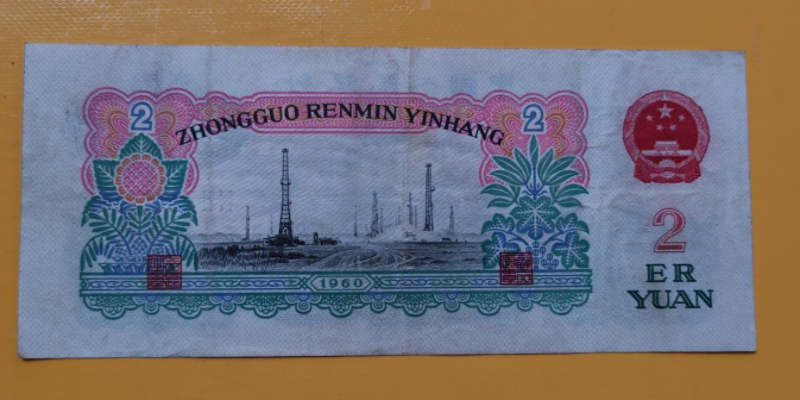 2
ZHONGGUO RENMIN YINHANG
2
1960
2
ER
YUAN